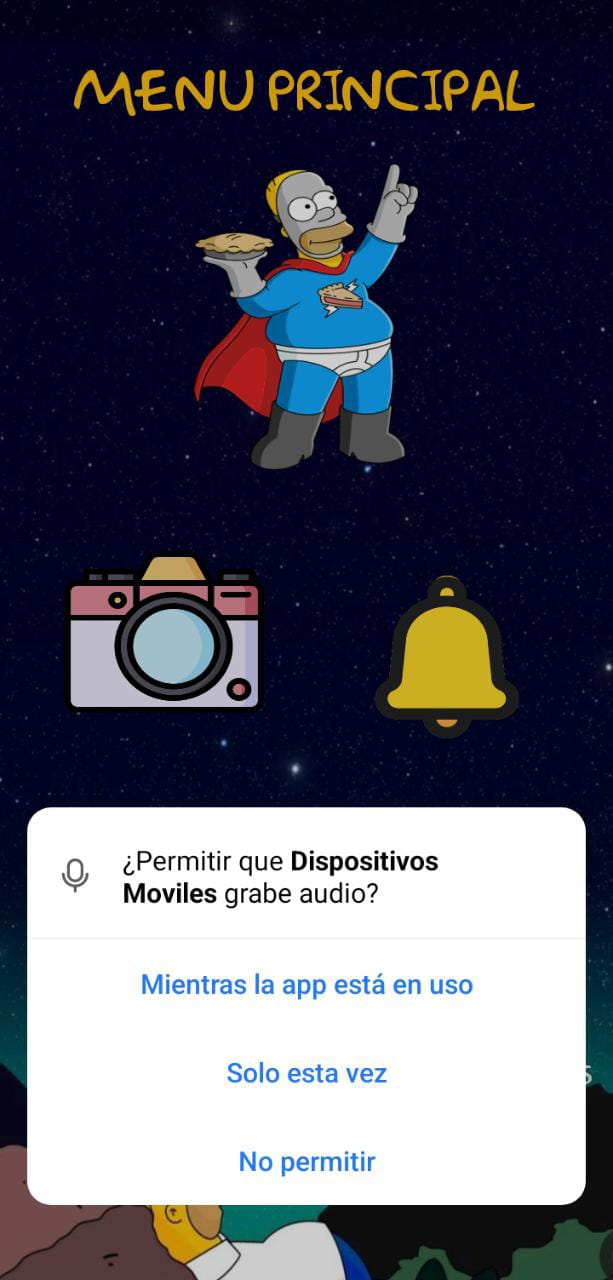 MENU PRINCIPAL
¿Permitir que Dispositivos
Moviles grabe audio?
Mientras la app está en uso
Solo esta vez
No permitir